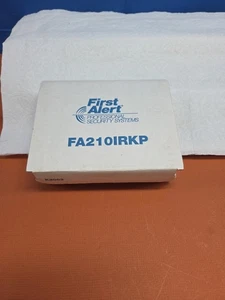 First
Alert
PROFESSIONAL
SECURITY SYSTEMS
FA210IRKP